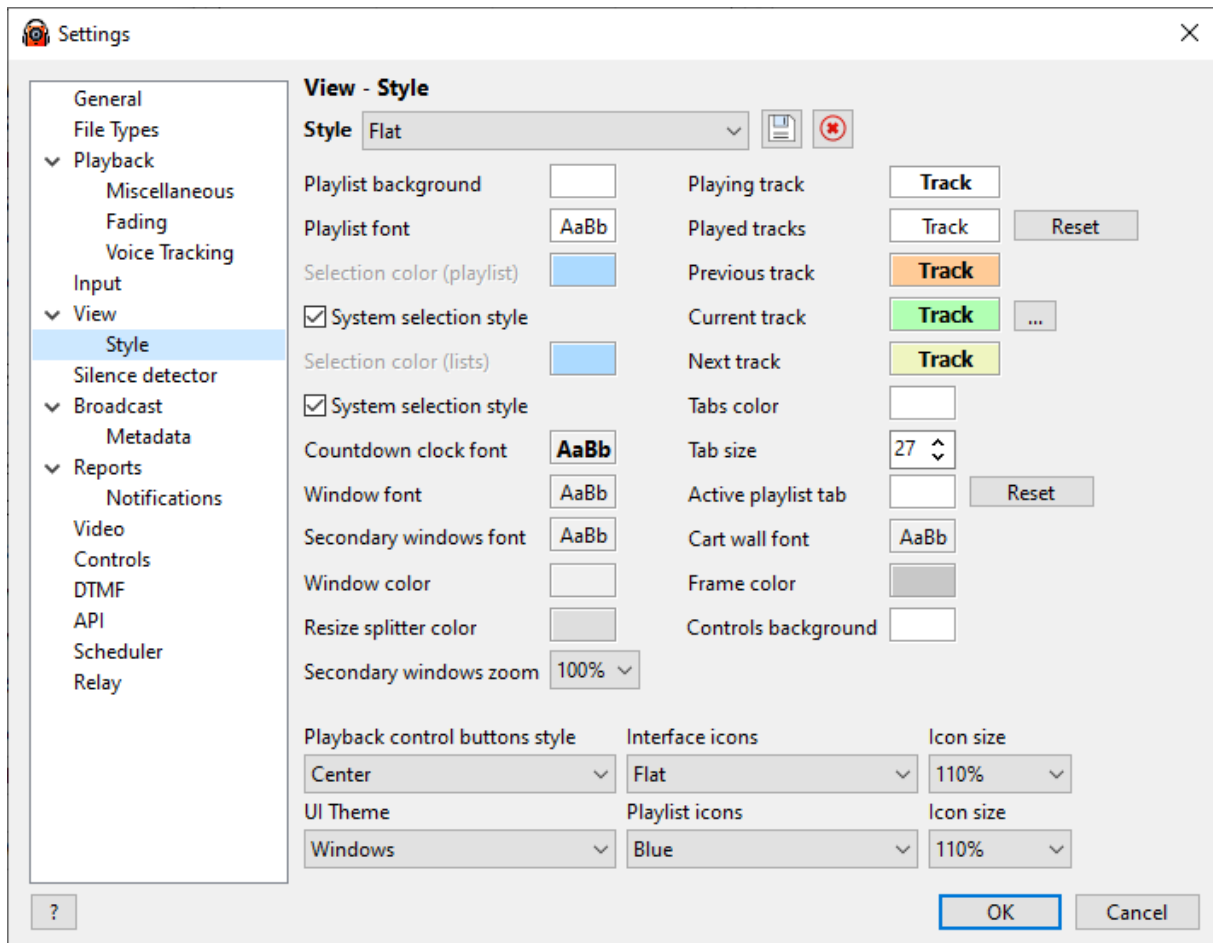 Settings
General
File Types
Playback
Miscellaneous
Fading
Voice Tracking
Input
View
Style
Silence detector
Broadcast
Metadata
Reports
Notifications
Video
Controls
DTMF
API
Scheduler
Relay
View - Style
Style Flat
Playlist background
Playlist font AaBb
Selection color (playlist)
System selection style
Selection color (lists)
System selection style
Countdown clock font AaBb
Window font AaBb
Secondary windows font AaBb
Window color
Resize splitter color
Secondary windows zoom 100%
Playing track Track
Played tracks Track Reset
Previous track Track
Current track Track ...
Next track Track
Tabs color
Tab size 27
Active playlist tab Reset
Cart wall font AaBb
Frame color
Controls background
Playback control buttons style Interface icons Icon size
Center Flat 110%
UI Theme Playlist icons Icon size
Windows Blue 110%
? OK Cancel